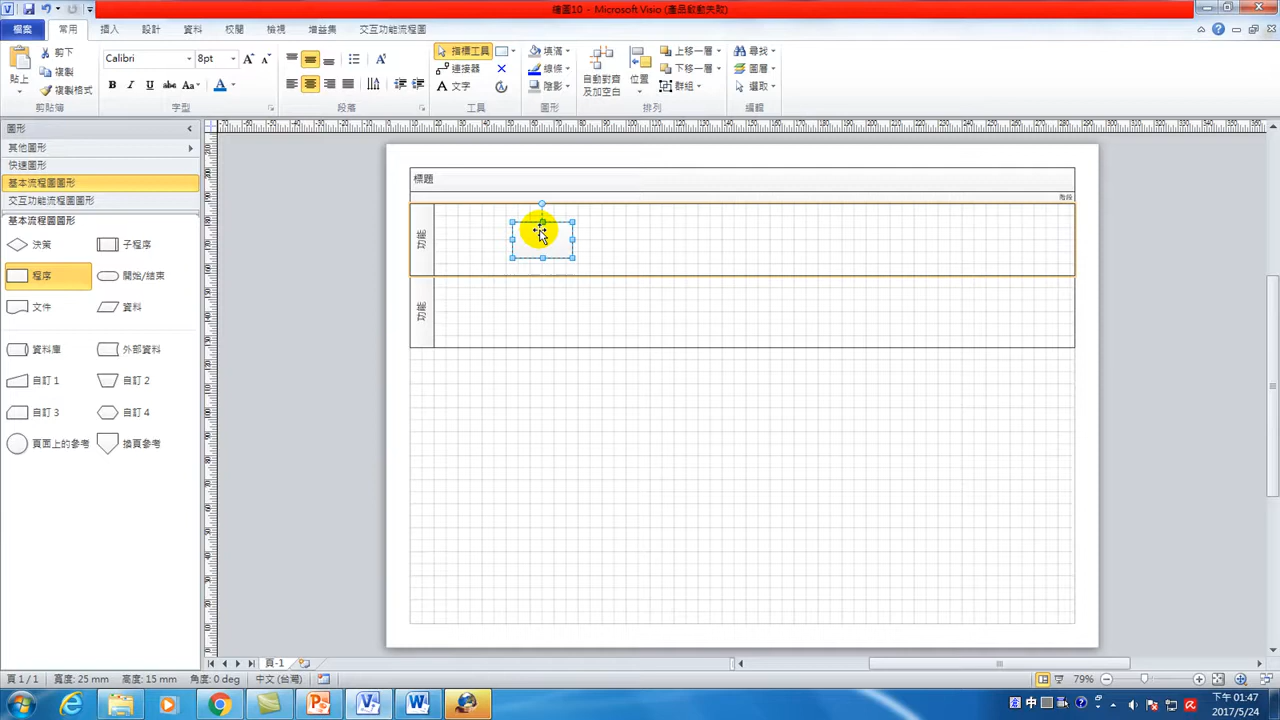 繪圖10 - Microsoft Visio (產品啟動失敗)
檔案 常用 插入 設計 資料 校閱 檢視 增益集 交互功能流程圖
貼上 剪下 複製 複製格式
剪貼簿
Calibri 8pt
B I U abc Aa A
字型
段落
指標工具 連接器 A 文字
工具
填滿 線條 陰影
圖形
自動對齊及加空白 位置 上移一層 下移一層 群組
排列
尋找 圖層 選取
編輯
圖形
其他圖形
快速圖形
基本流程圖圖形
交互功能流程圖圖形
基本流程圖圖形
決策 子程序
程序 開始/結束
文件 資料
資料庫 外部資料
自訂 1 自訂 2
自訂 3 自訂 4
頁面上的參考 換頁參考
標題
階段
功能
功能
頁-1
頁 1 / 1 寬度: 25 mm 高度: 15 mm 角度: 0 deg 中文 (台灣) 79%
中
下午 01:47
2017/5/24